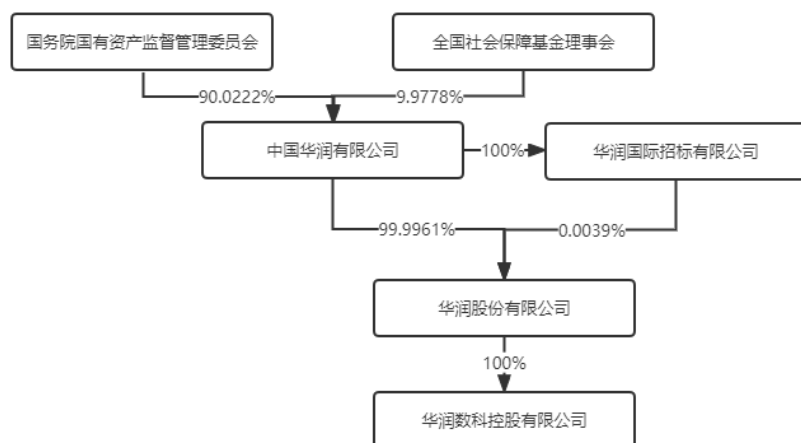 国务院国有资产监督管理委员会
全国社会保障基金理事会
90.0222%
9.9778%
中国华润有限公司
100%
华润国际招标有限公司
99.9961%
0.0039%
华润股份有限公司
100%
华润数科控股有限公司